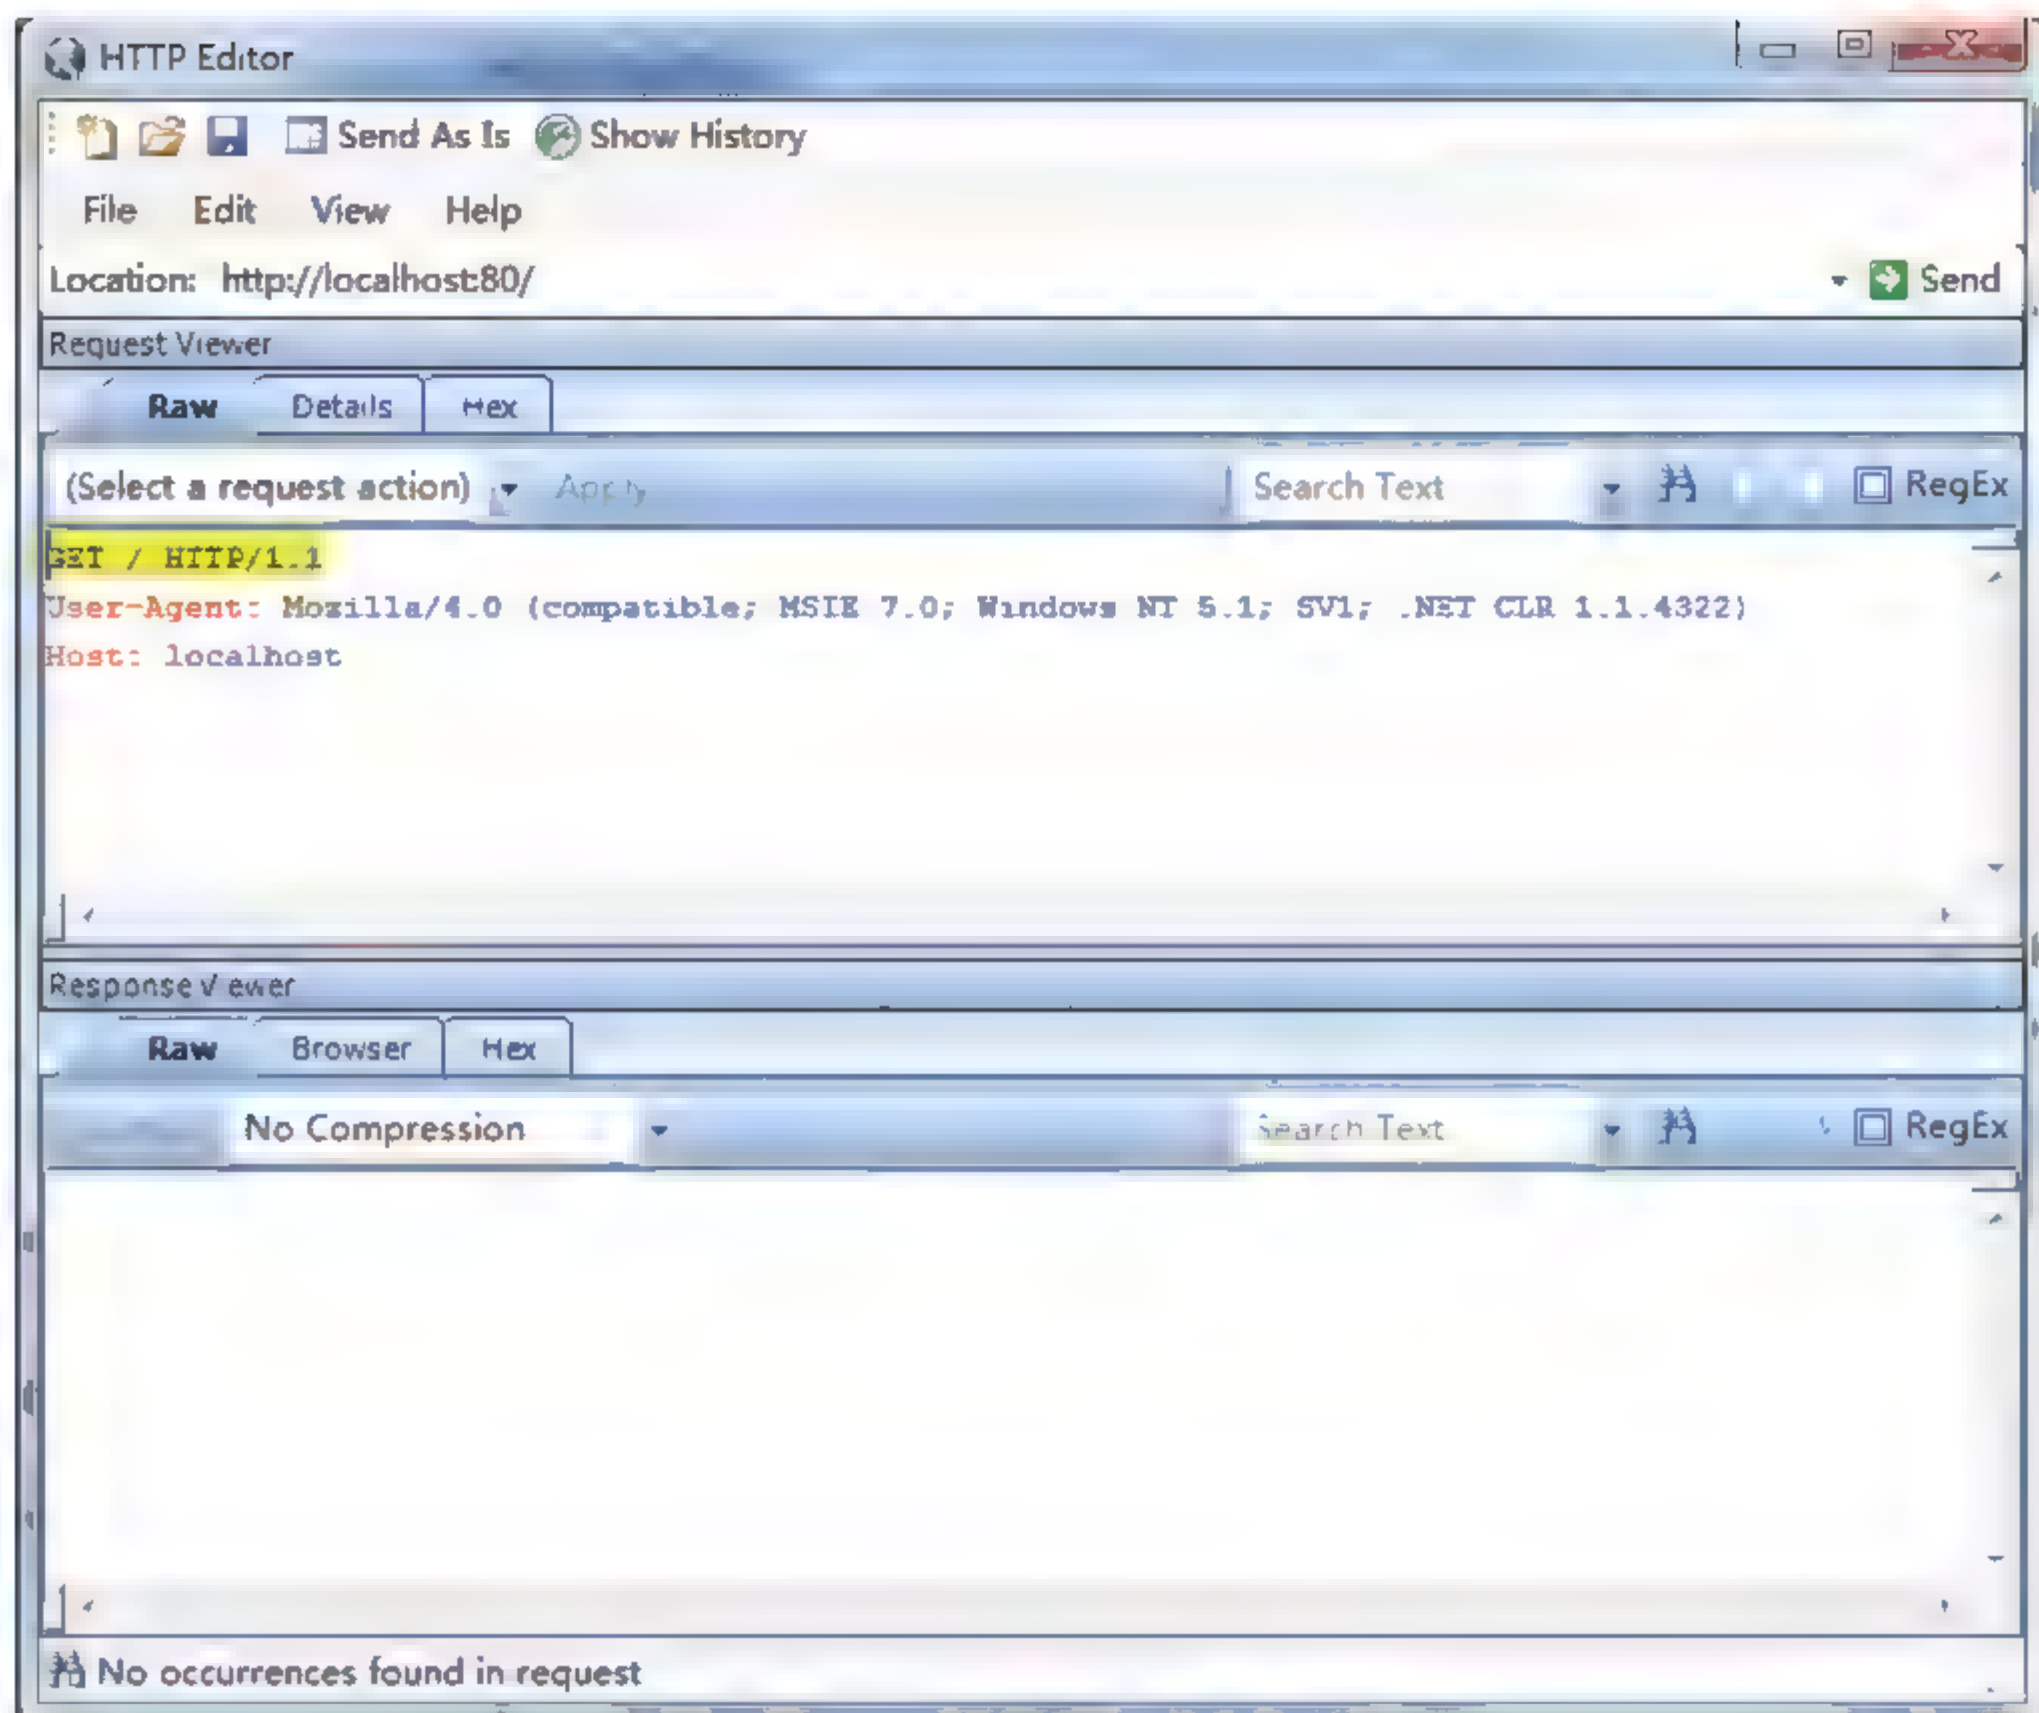 HTTP Editor
Send As Is Show History
File Edit View Help
Location: http://localhost:80/ Send
Request Viewer
Raw Details Hex
(Select a request action) Apply Search Text RegEx
GET / HTTP/1.1
User-Agent: Mozilla/4.0 (compatible; MSIE 7.0; Windows NT 5.1; SV1; .NET CLR 1.1.4322)
Host: localhost
Response Viewer
Raw Browser Hex
No Compression Search Text RegEx
No occurrences found in request